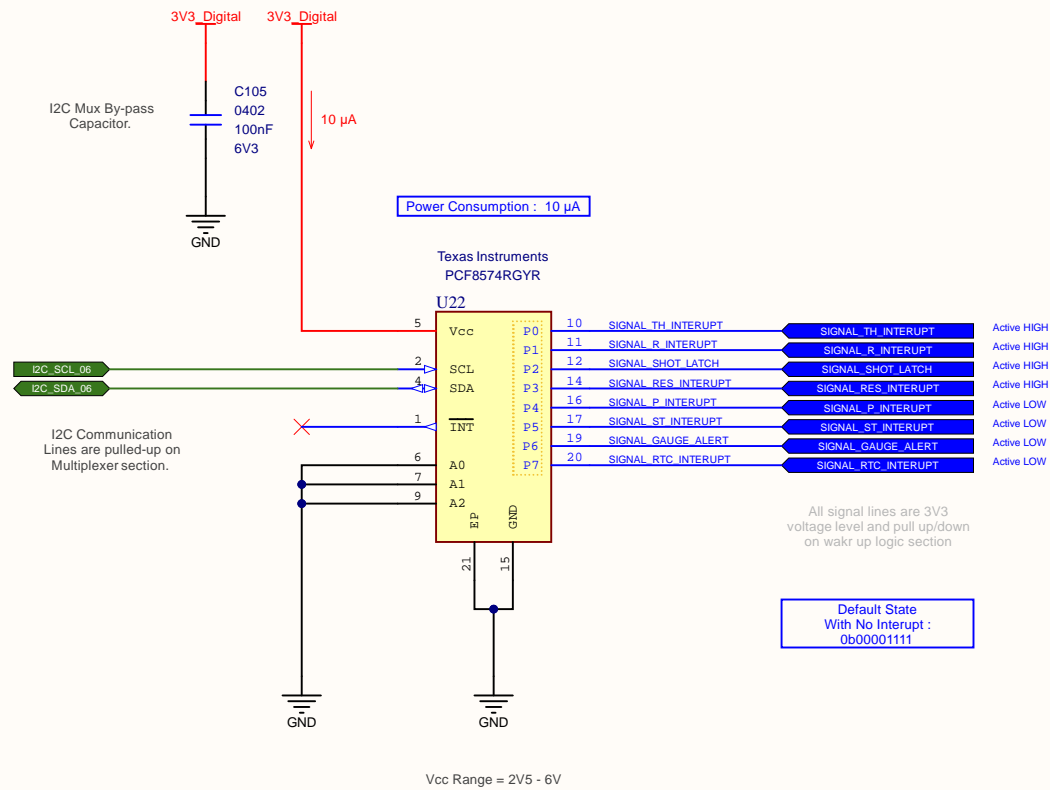 3V3_Digital
3V3_Digital
I2C Mux By-pass
Capacitor.
C105
0402
100nF
6V3
10 µA
GND
Power Consumption : 10 µA
Texas Instruments
PCF8574RGYR
U22
5 Vcc
2 SCL
4 SDA
1 INT
6 A0
7 A1
9 A2
EP 21
GND 15
I2C_SCL_06
I2C_SDA_06
I2C Communication
Lines are pulled-up on
Multiplexer section.
P0 10 SIGNAL_TH_INTERUPT SIGNAL_TH_INTERIUPT Active HIGH
P1 11 SIGNAL_R_INTERUPT SIGNAL_R_INTERIUPT Active HIGH
P2 12 SIGNAL_SHOT_LATCH SIGNAL_SHOT_LATCH Active HIGH
P3 14 SIGNAL_RES_INTERUPT SIGNAL_RES_INTERIUPT Active HIGH
P4 16 SIGNAL_P_INTERUPT SIGNAL_P_INTERIUPT Active LOW
P5 17 SIGNAL_ST_INTERUPT SIGNAL_ST_INTERIUPT Active LOW
P6 19 SIGNAL_GAUGE_ALERT SIGNAL_GAUGE_ALERT Active LOW
P7 20 SIGNAL_RTC_INTERUPT SIGNAL_RTC_INTERIUPT Active LOW
All signal lines are 3V3
voltage level and pull up/down
on wakr up logic section
Default State
With No Interupt :
0b00001111
GND
GND
Vcc Range = 2V5 - 6V